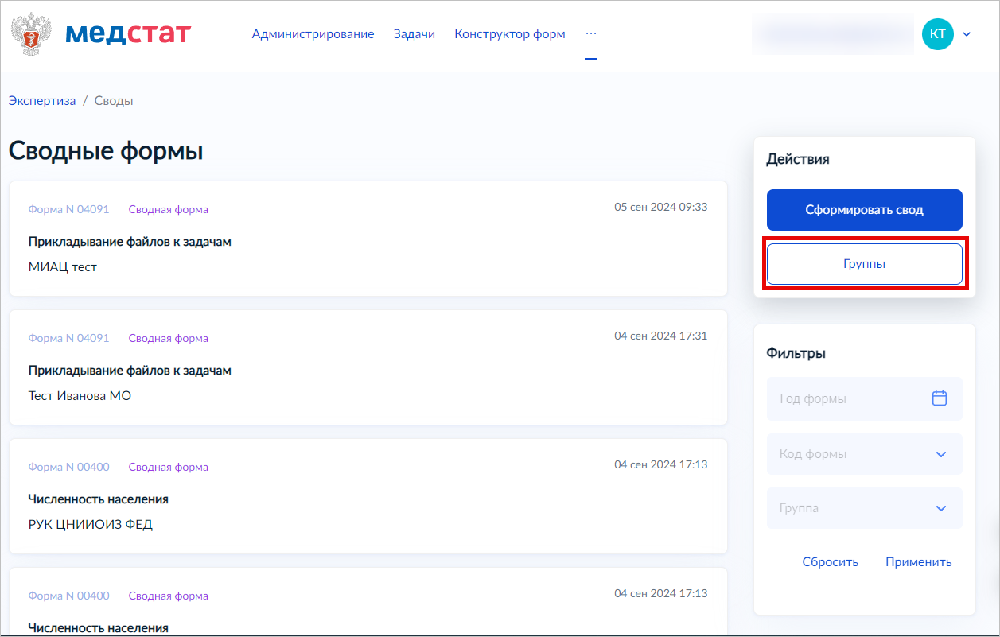 медстат
Администрирование Задачи Конструктор форм ...
КТ
Экспертиза / Своды
Сводные формы
Форма N 04091 Сводная форма 05 сен 2024 09:33
Прикладывание файлов к задачам
МИАЦ тест
Форма N 04091 Сводная форма 04 сен 2024 17:31
Прикладывание файлов к задачам
Тест Иванова МО
Форма N 00400 Сводная форма 04 сен 2024 17:13
Численность населения
РУК ЦНИИОИЗ ФЕД
Форма N 00400 Сводная форма 04 сен 2024 17:13
Численность населения
Действия
Сформировать свод
Группы
Фильтры
Год формы
Код формы
Группа
Сбросить Применить